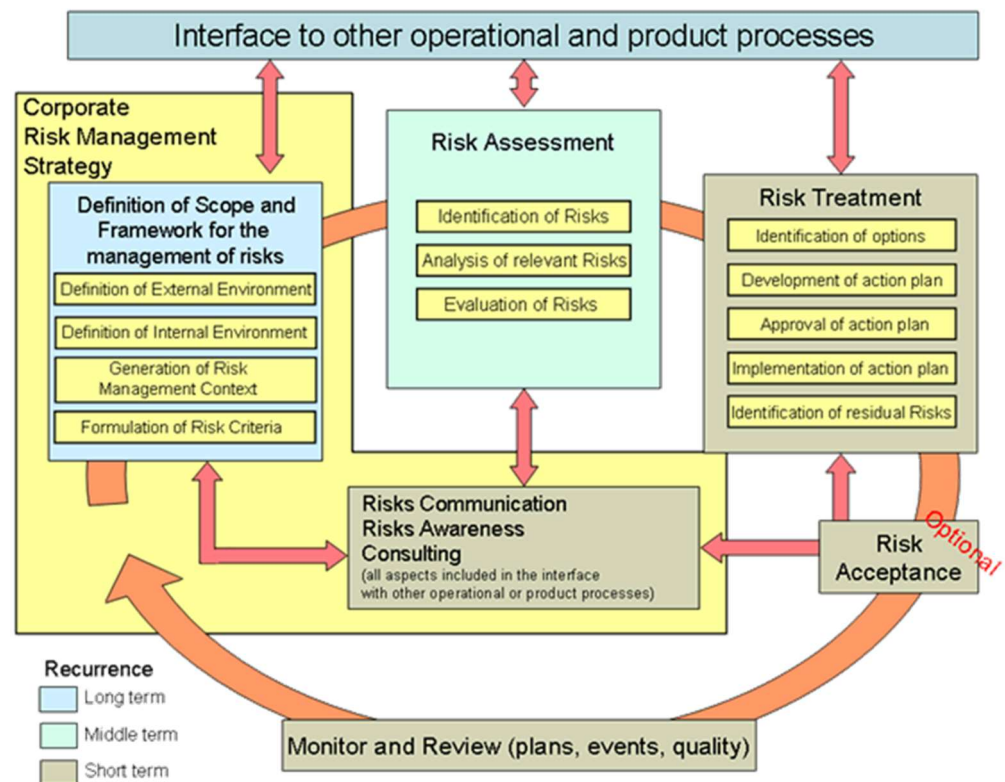 Interface to other operational and product processes
Corporate
Risk Management
Strategy
Definition of Scope and
Framework for the
management of risks
Definition of External Environment
Definition of Internal Environment
Generation of Risk
Management Context
Formulation of Risk Criteria
Risk Assessment
Identification of Risks
Analysis of relevant Risks
Evaluation of Risks
Risk Treatment
Identification of options
Development of action plan
Approval of action plan
Implementation of action plan
Identification of residual Risks
Risks Communication
Risks Awareness
Consulting
(all aspects included in the interface
with other operational or product processes)
Risk
Acceptance
Optional
Recurrence
Long term
Middle term
Short term
Monitor and Review (plans, events, quality)